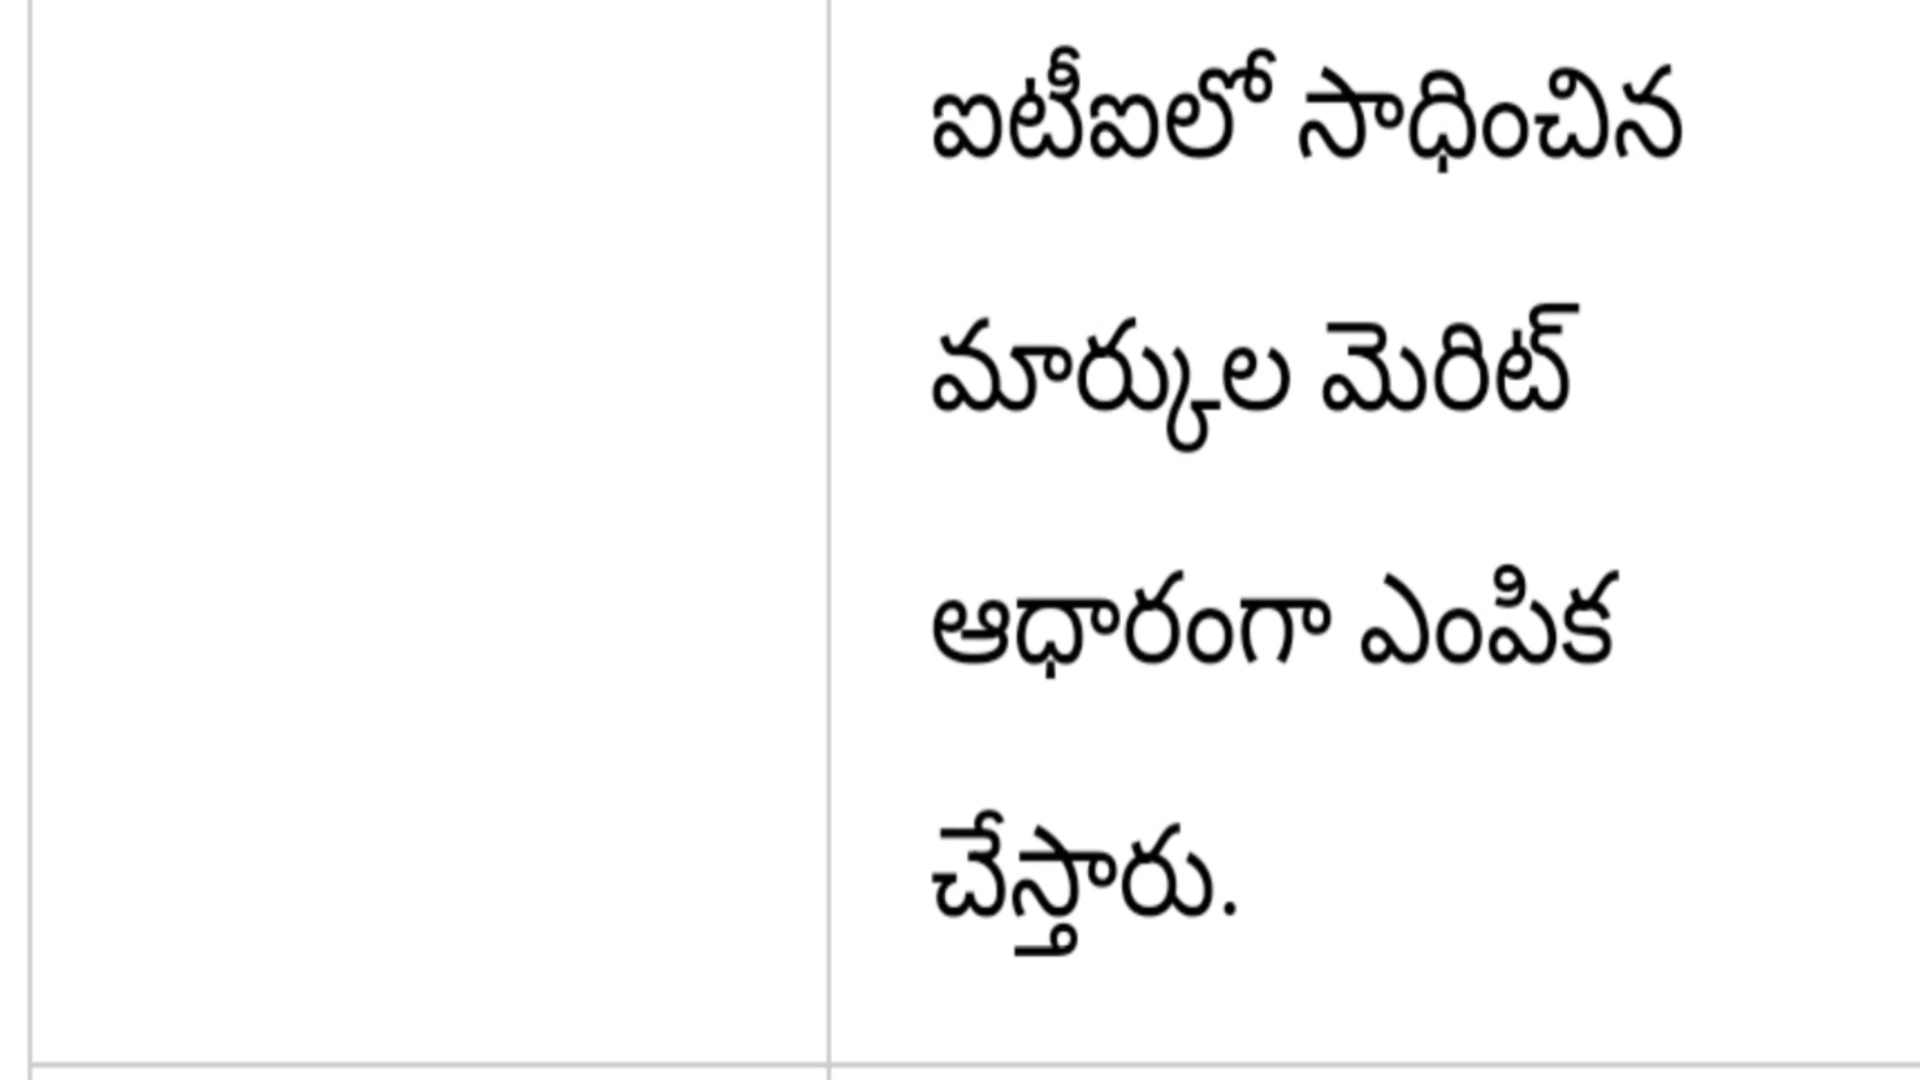 ఐటీఐలో సాధించిన
మార్కుల మెరిట్
ఆధారంగా ఎంపిక
చేస్తారు.